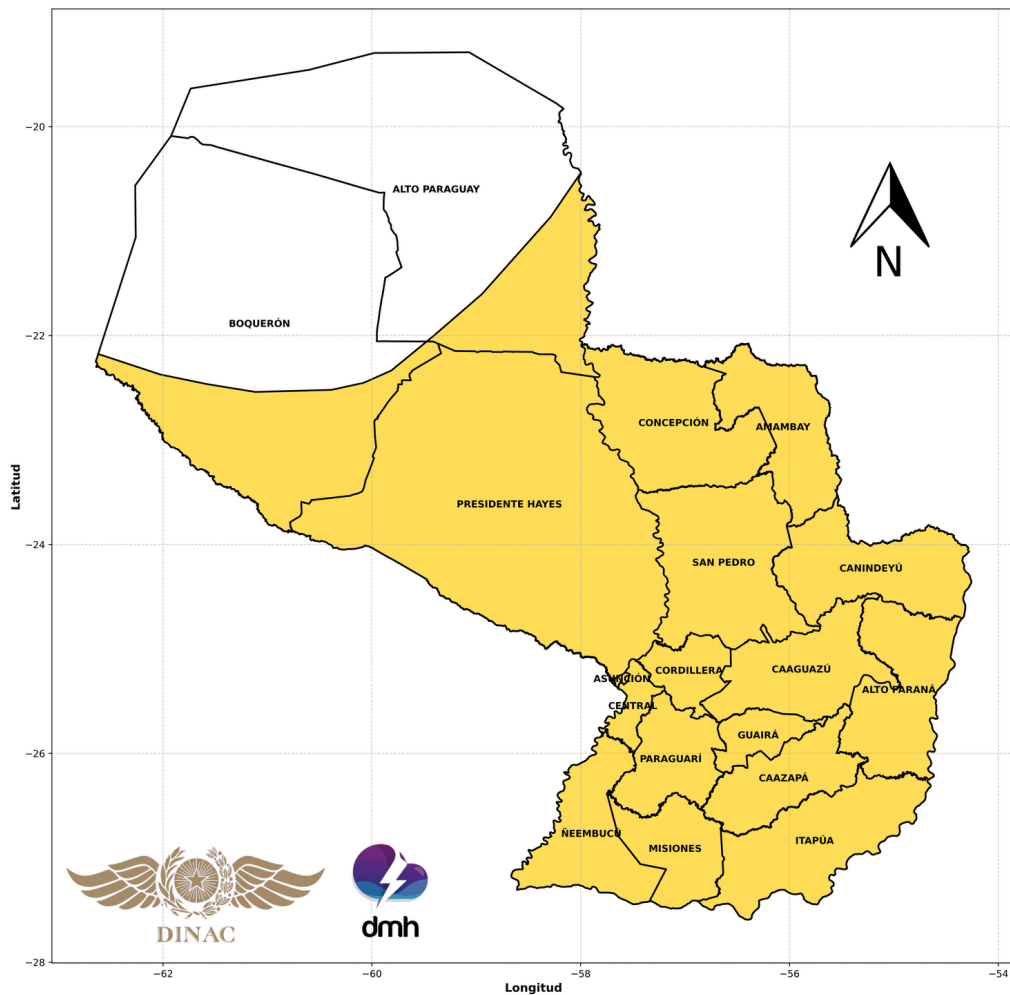 −20
ALTO PARAGUAY
N
BOQUERÓN
−22
CONCEPCIÓN
AMAMBAY
Latitud
PRESIDENTE HAYES
−24
SAN PEDRO
CANINDEYÚ
CORDILLERA
CAAGUAZÚ
ASUNCIÓN
ALTO PARANÁ
CENTRAL
GUAIRÁ
−26
PARAGUARÍ
CAAZAPÁ
ÑEEMBUCÚ
ITAPÚA
MISIONES
DINAC
dmh
−28
−62
−60
−58
−56
−54
Longitud